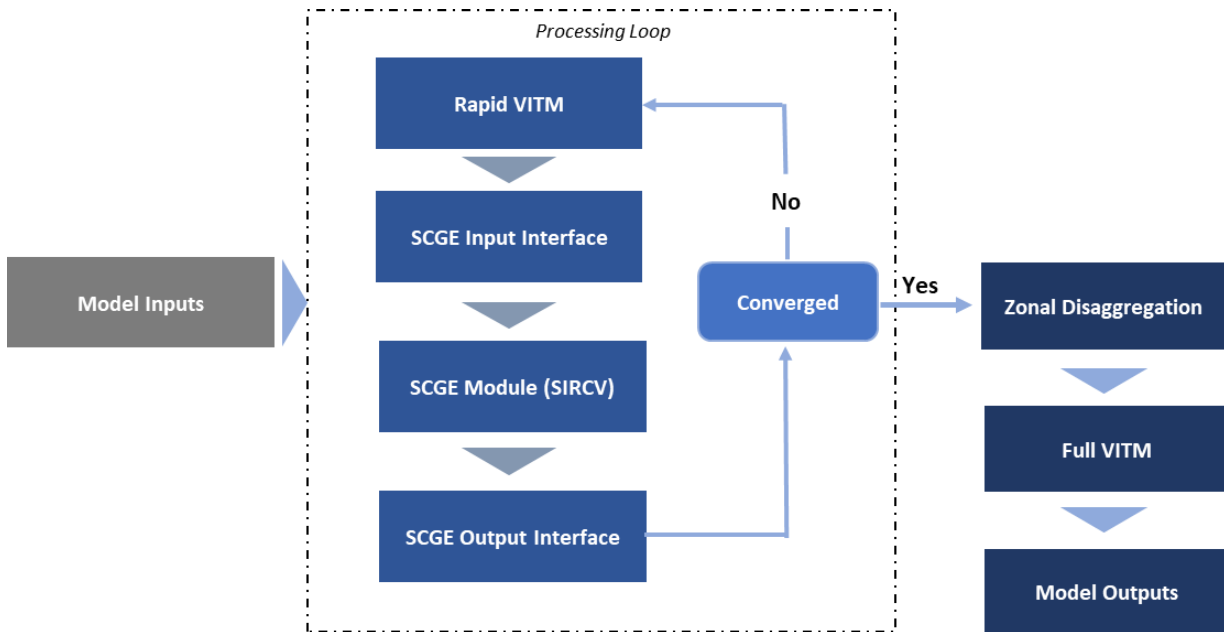 Processing Loop
Rapid VITM
SCGE Input Interface
SCGE Module (SIRCV)
SCGE Output Interface
Model Inputs
No
Converged
Yes
Zonal Disaggregation
Full VITM
Model Outputs